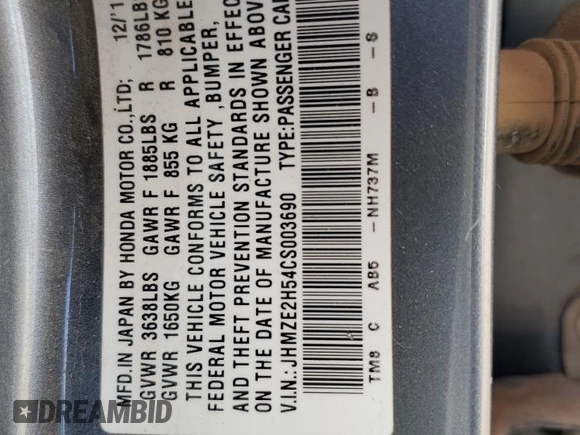 MFD.IN JAPAN BY HONDA MOTOR CO.,LTD; 12/1
GVWR 3639LBS GAWR F 1885LBS R 1786LB
GVWR 1650KG GAWR F 855 KG R 810 KG
THIS VEHICLE CONFORMS TO ALL APPLICABLE
FEDERAL MOTOR VEHICLE SAFETY ,BUMPER,
AND THEFT PREVENTION STANDARDS IN EFFEC
ON THE DATE OF MANUFACTURE SHOWN ABOV
V.I.N.:JHMZE2H54CS003690 TYPE:PASSENGER CAR
TM8 C AB5 - NH737M - B - S
DREAMBID